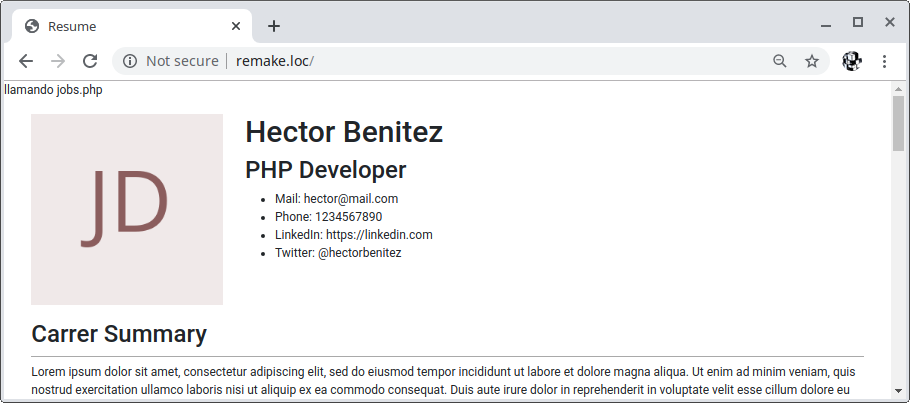 Resume
Not secure | remake.loc/
llamando jobs.php
JD
Hector Benitez
PHP Developer
• Mail: hector@mail.com
• Phone: 1234567890
• LinkedIn: https://linkedin.com
• Twitter: @hectorbenitez
Carrer Summary
Lorem ipsum dolor sit amet, consectetur adipiscing elit, sed do eiusmod tempor incididunt ut labore et dolore magna aliqua. Ut enim ad minim veniam, quis
nostrud exercitation ullamco laboris nisi ut aliquip ex ea commodo consequat. Duis aute irure dolor in reprehenderit in voluptate velit esse cillum dolore eu